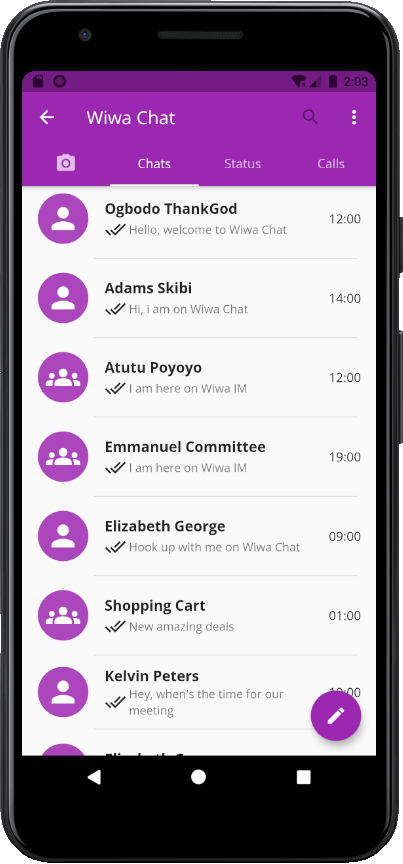 2:03
Wiwa Chat
Chats Status Calls
Ogbodo ThankGod
12:00
Hello, welcome to Wiwa Chat
Adams Skibi
14:00
Hi, i am on Wiwa Chat
Atutu Poyoyo
12:00
I am here on Wiwa IM
Emmanuel Committee
19:00
I am here on Wiwa IM
Elizabeth George
09:00
Hook up with me on Wiwa Chat
Shopping Cart
01:00
New amazing deals
Kelvin Peters
Hey, when's the time for our
meeting